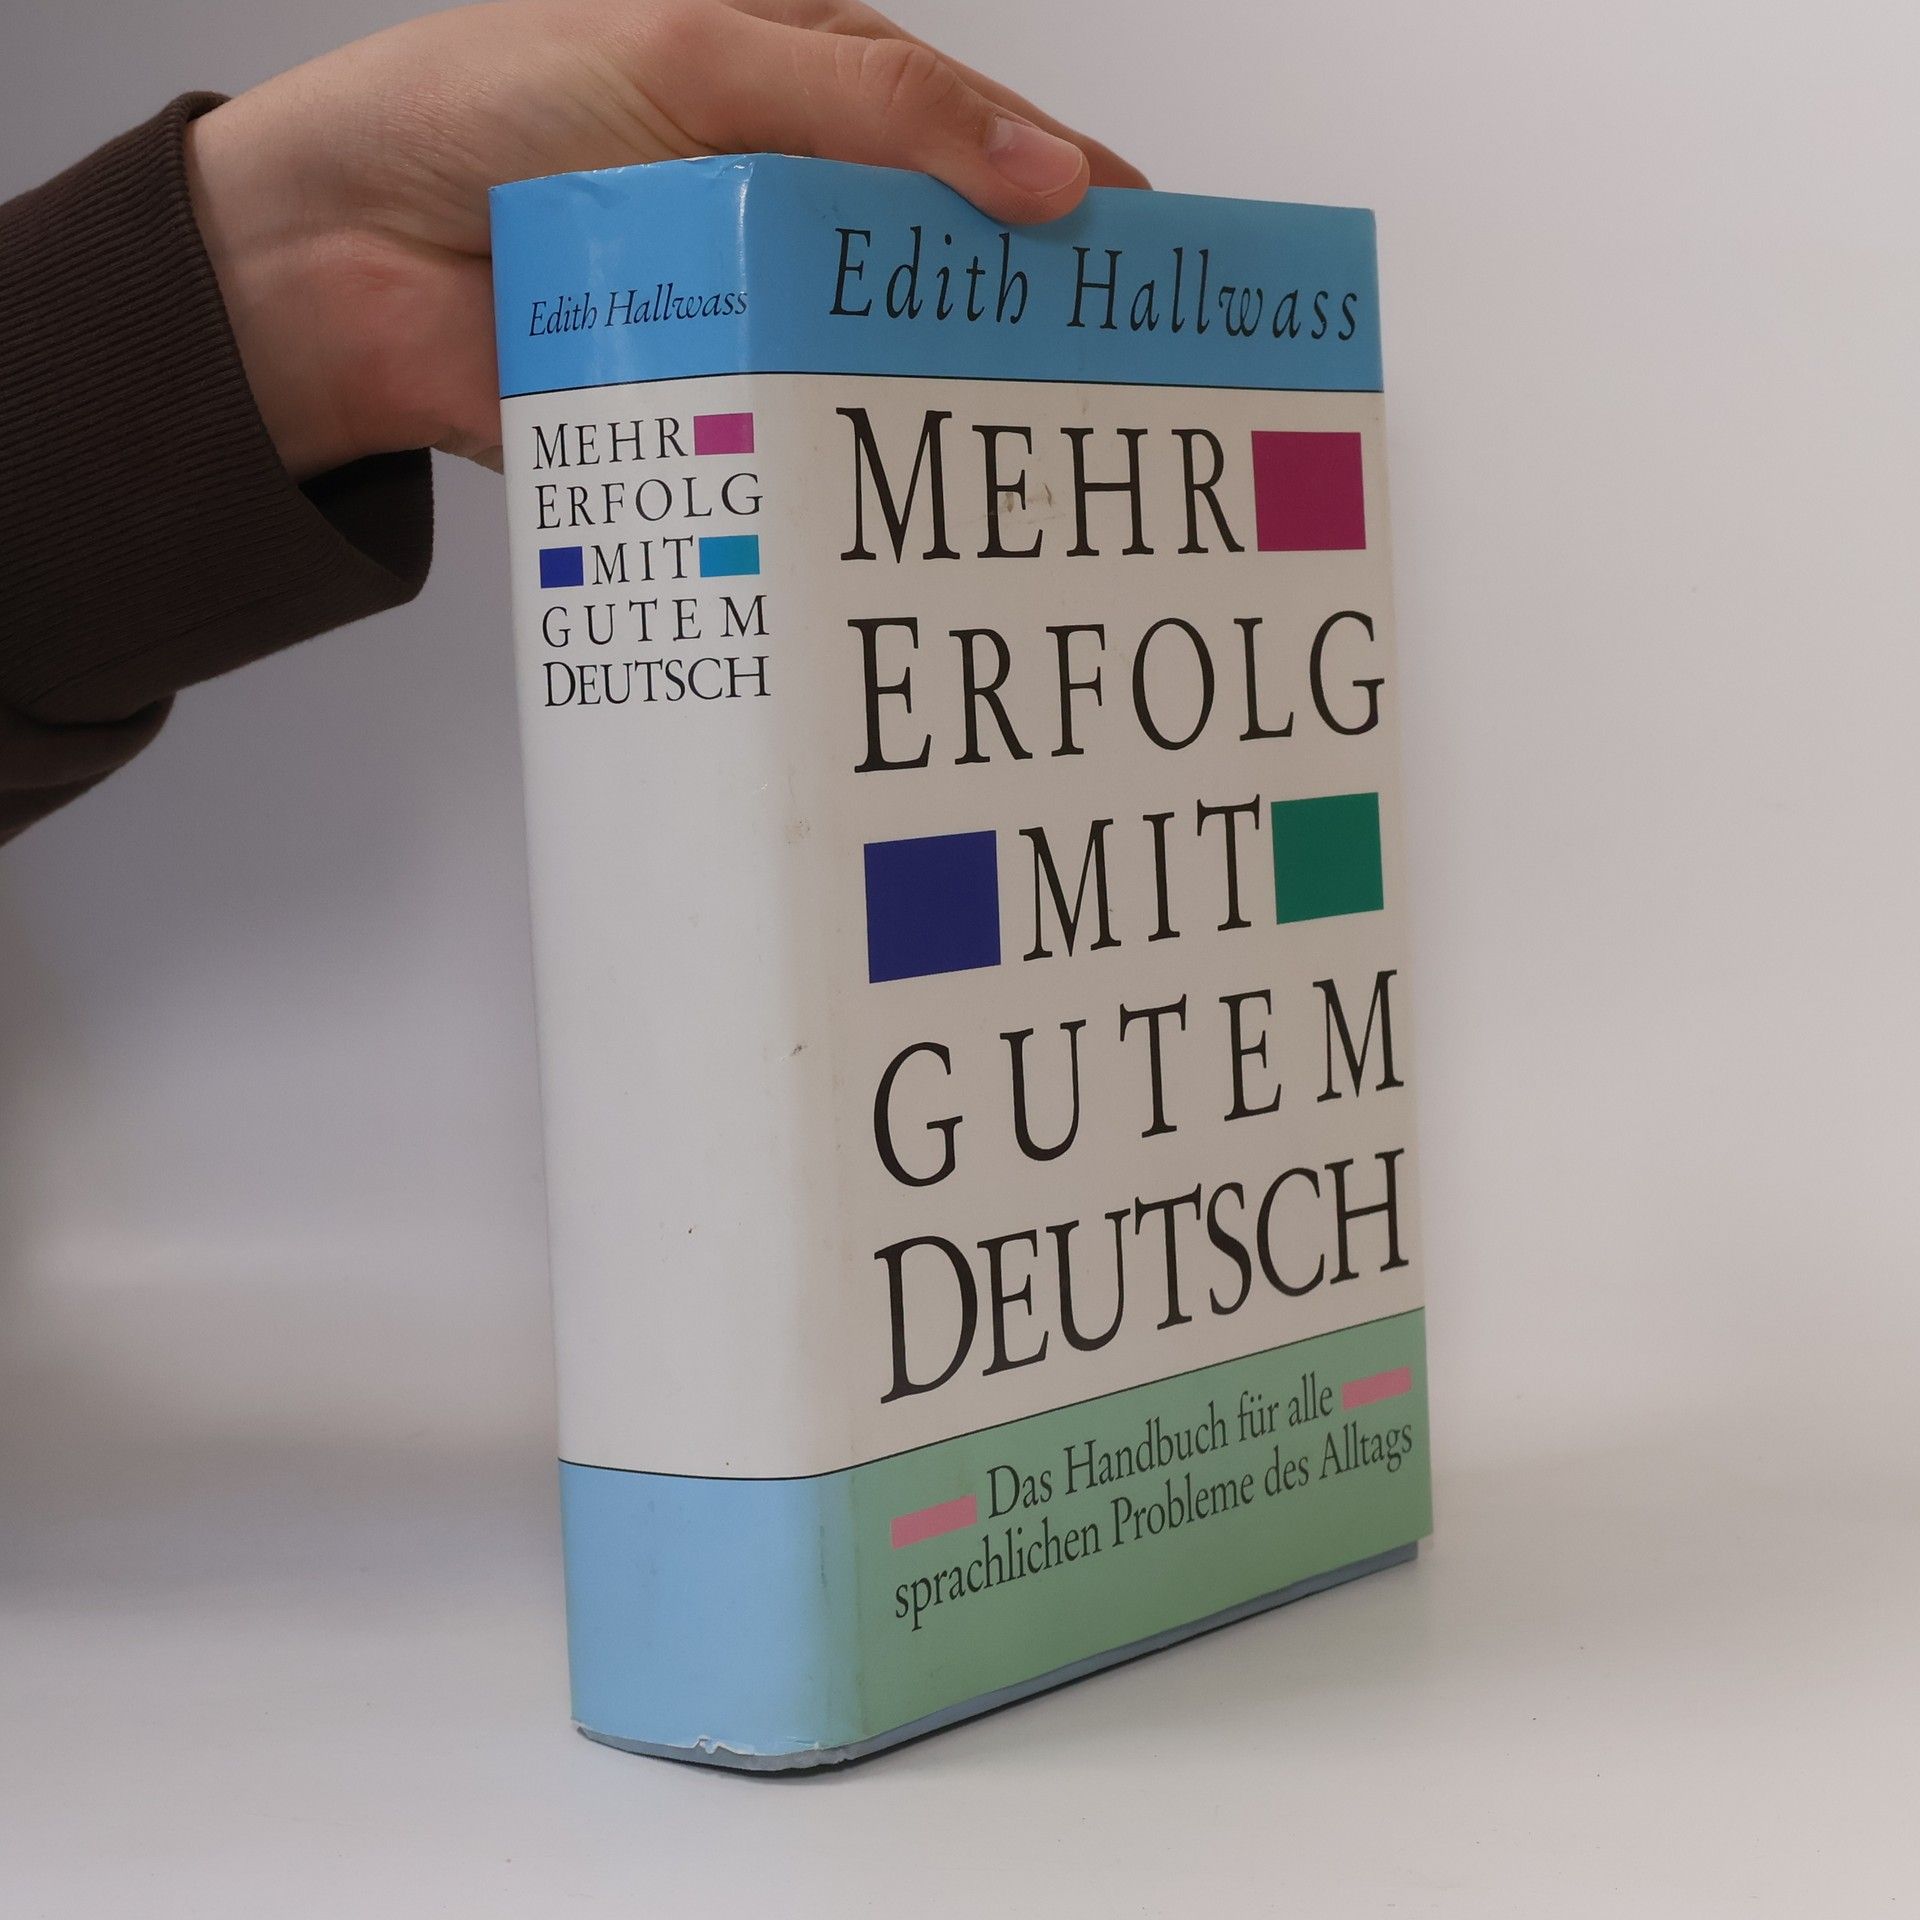 Edith Hallwass
MEHR
ERFOLG
MIT
GUTEM
DEUTSCH
Edith Hallwass
MEHR
ERFOLG
MIT
GUTEM
DEUTSCH
Das Handbuch für alle
sprachlichen Probleme des Alltags